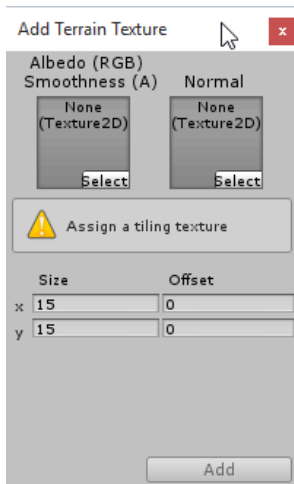 Add Terrain Texture
x
Albedo (RGB)
Smoothness (A) Normal
None None
(Texture2D) (Texture2D)
Select Select
Assign a tiling texture
Size Offset
x 15 0
y 15 0
Add